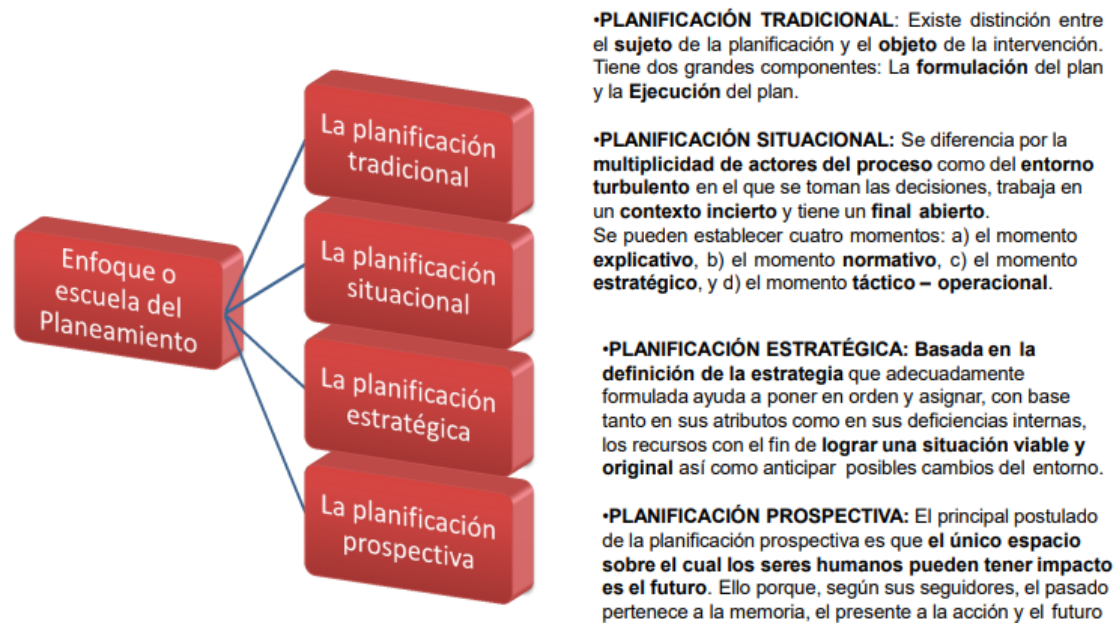 Enfoque o
escuela del
Planeamiento
La planificación
tradicional
La planificación
situacional
La planificación
estratégica
La planificación
prospectiva
•PLANIFICACIÓN TRADICIONAL: Existe distinción entre
el sujeto de la planificación y el objeto de la intervención.
Tiene dos grandes componentes: La formulación del plan
y la Ejecución del plan.
•PLANIFICACIÓN SITUACIONAL: Se diferencia por la
multiplicidad de actores del proceso como del entorno
turbulento en el que se toman las decisiones, trabaja en
un contexto incierto y tiene un final abierto.
Se pueden establecer cuatro momentos: a) el momento
explicativo, b) el momento normativo, c) el momento
estratégico, y d) el momento táctico – operacional.
•PLANIFICACIÓN ESTRATÉGICA: Basada en la
definición de la estrategia que adecuadamente
formulada ayuda a poner en orden y asignar, con base
tanto en sus atributos como en sus deficiencias internas,
los recursos con el fin de lograr una situación viable y
original así como anticipar posibles cambios del entorno.
•PLANIFICACIÓN PROSPECTIVA: El principal postulado
de la planificación prospectiva es que el único espacio
sobre el cual los seres humanos pueden tener impacto
es el futuro. Ello porque, según sus seguidores, el pasado
pertenece a la memoria, el presente a la acción y el futuro